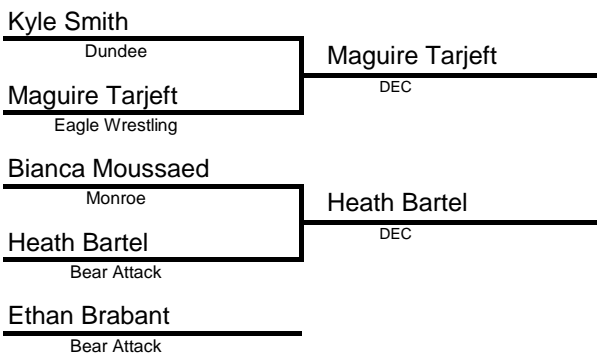 Kyle Smith
Dundee
Maguire Tarjeft
DEC
Maguire Tarjeft
Eagle Wrestling
Bianca Moussaed
Monroe
Heath Bartel
DEC
Heath Bartel
Bear Attack
Ethan Brabant
Bear Attack